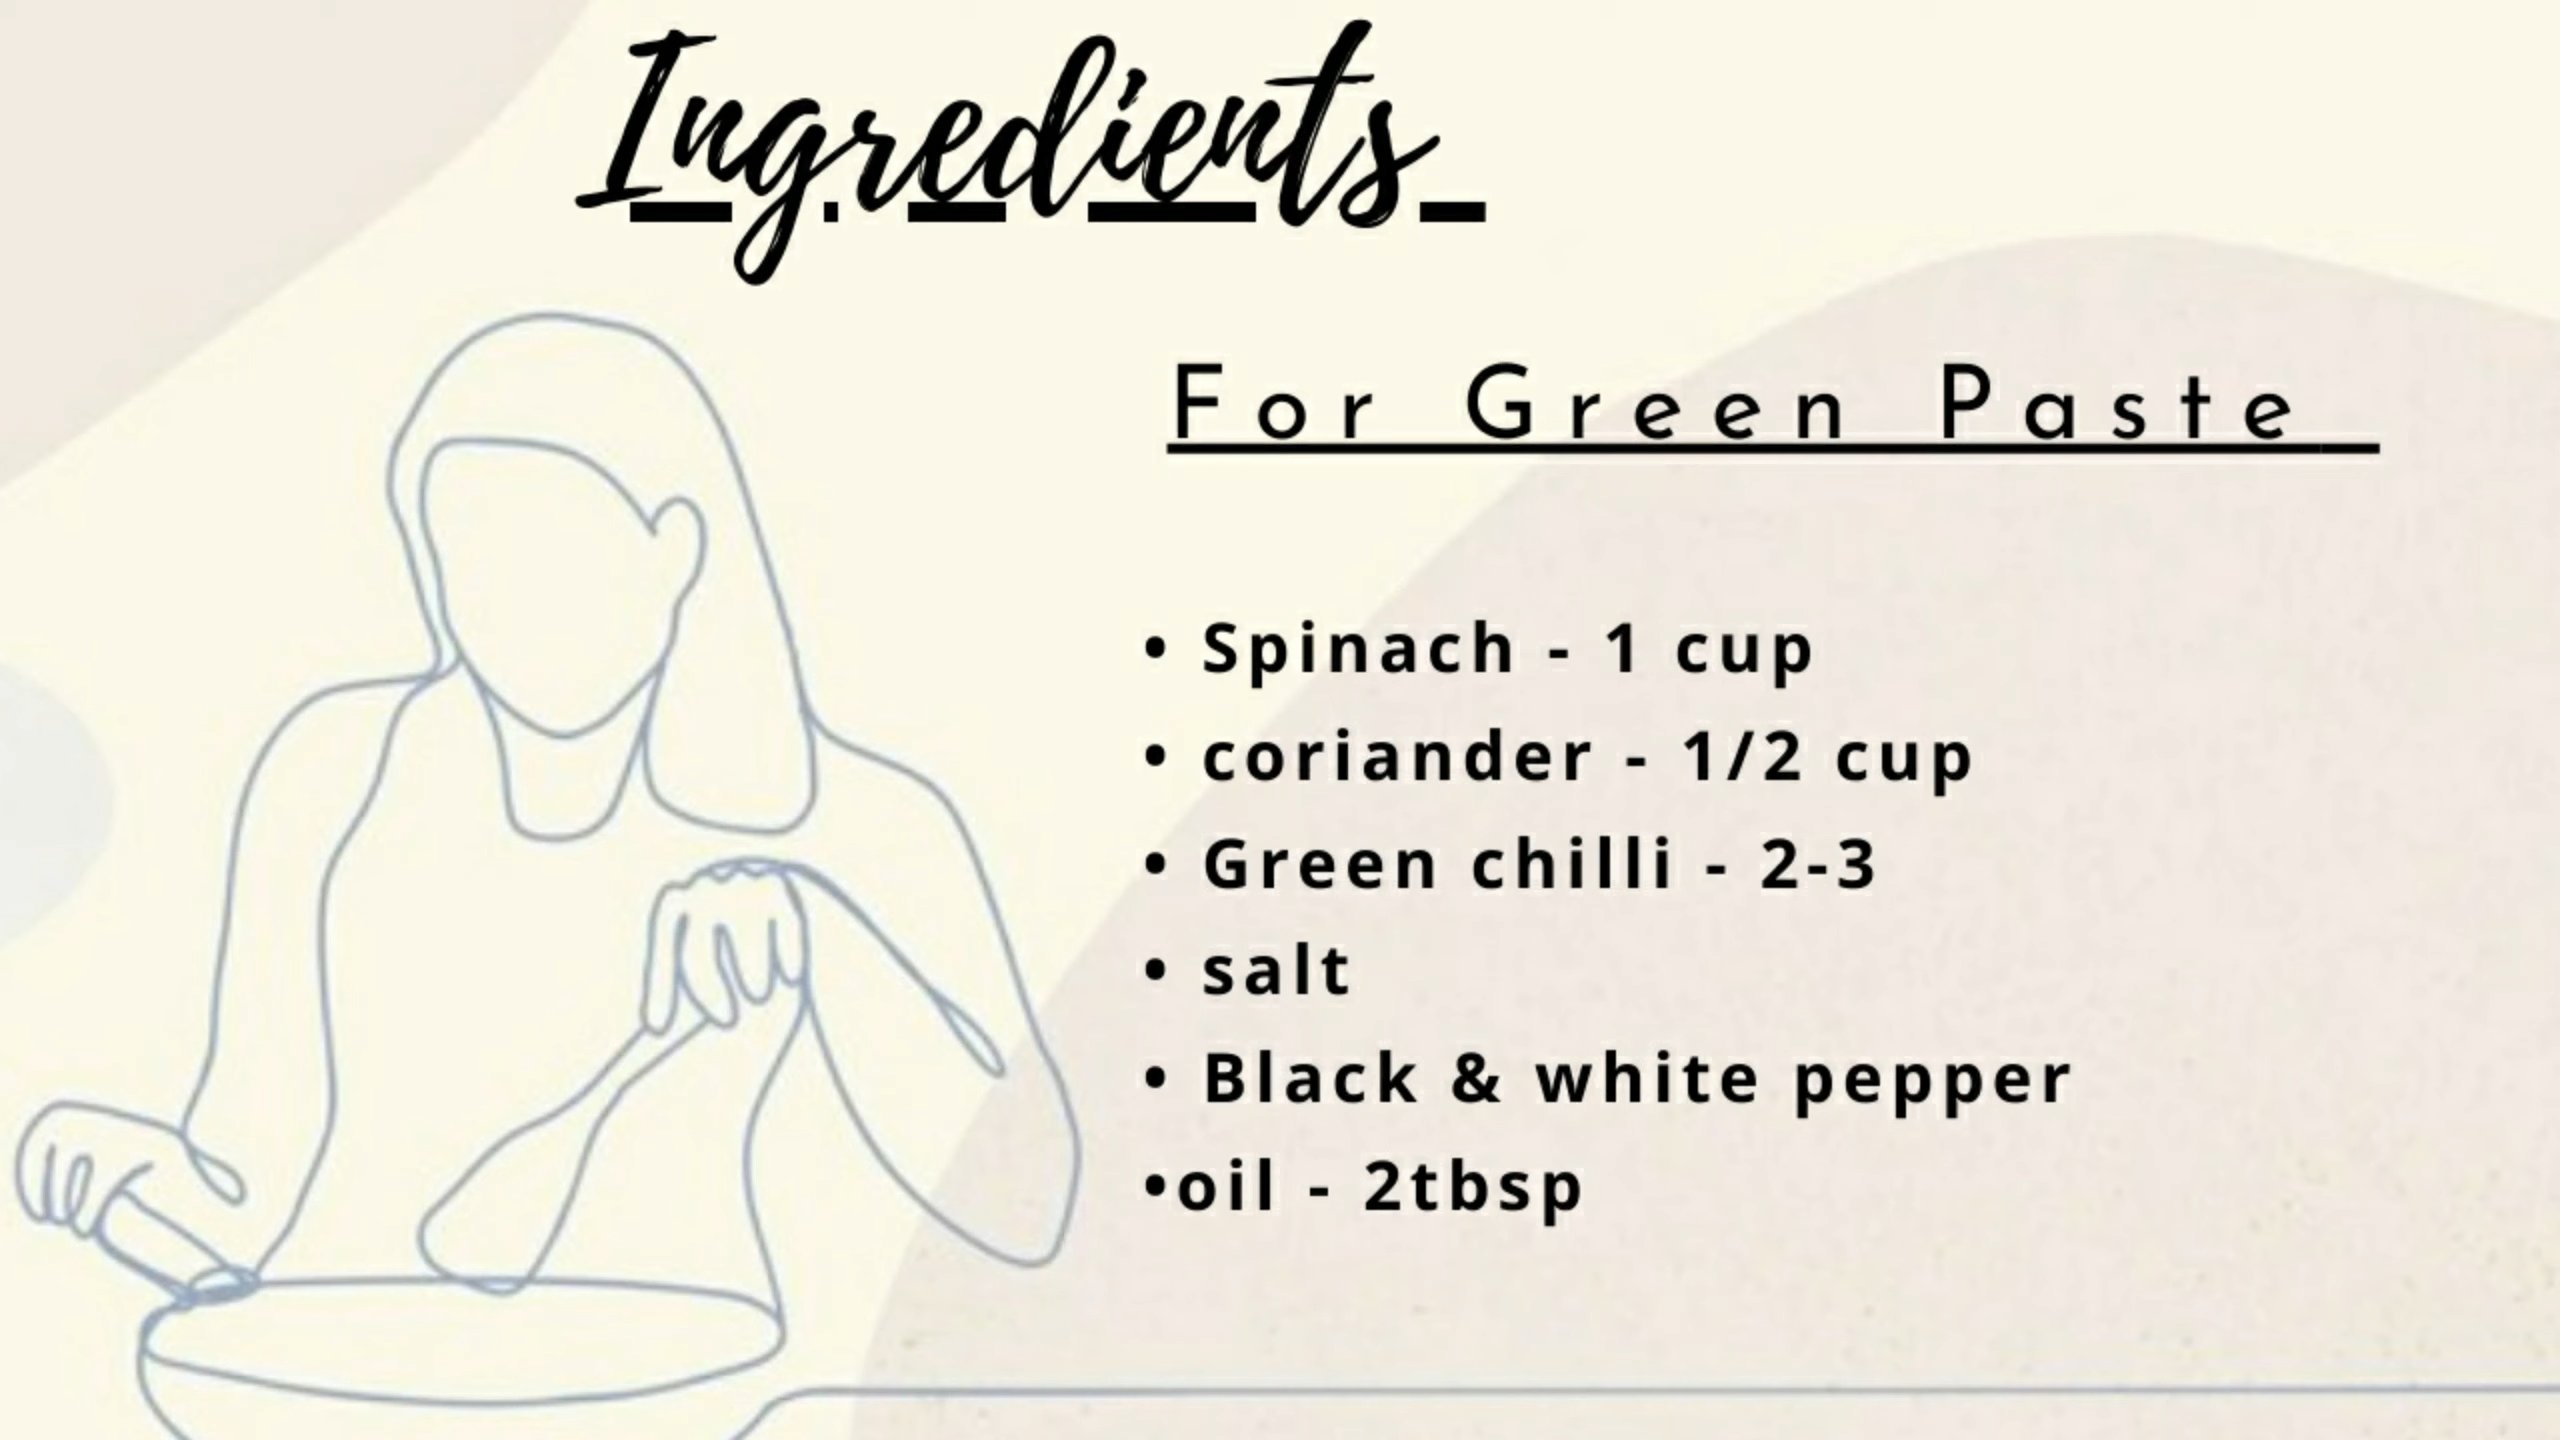 Ingredients
For Green Paste
• Spinach - 1 cup
• coriander - 1/2 cup
• Green chilli - 2-3
• salt
• Black & white pepper
•oil - 2tbsp